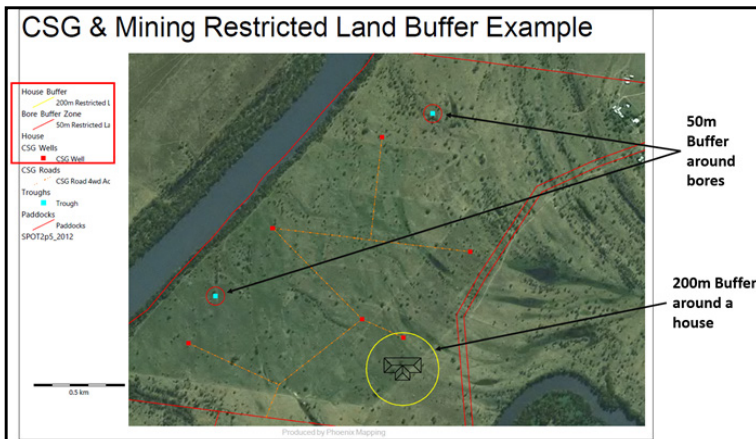 CSG & Mining Restricted Land Buffer Example
House Buffer
200m Restricted L
Bore Buffer Zone
50m Restricted La
House
CSG Wells
CSG Well
CSG Roads
CSG Road 4wd Ac
Troughs
Trough
Paddocks
Paddocks
SPOT2p5_2012
0.5 km
50m
Buffer
around
bores
200m Buffer
around a
house
Produced by Phoenix Mapping